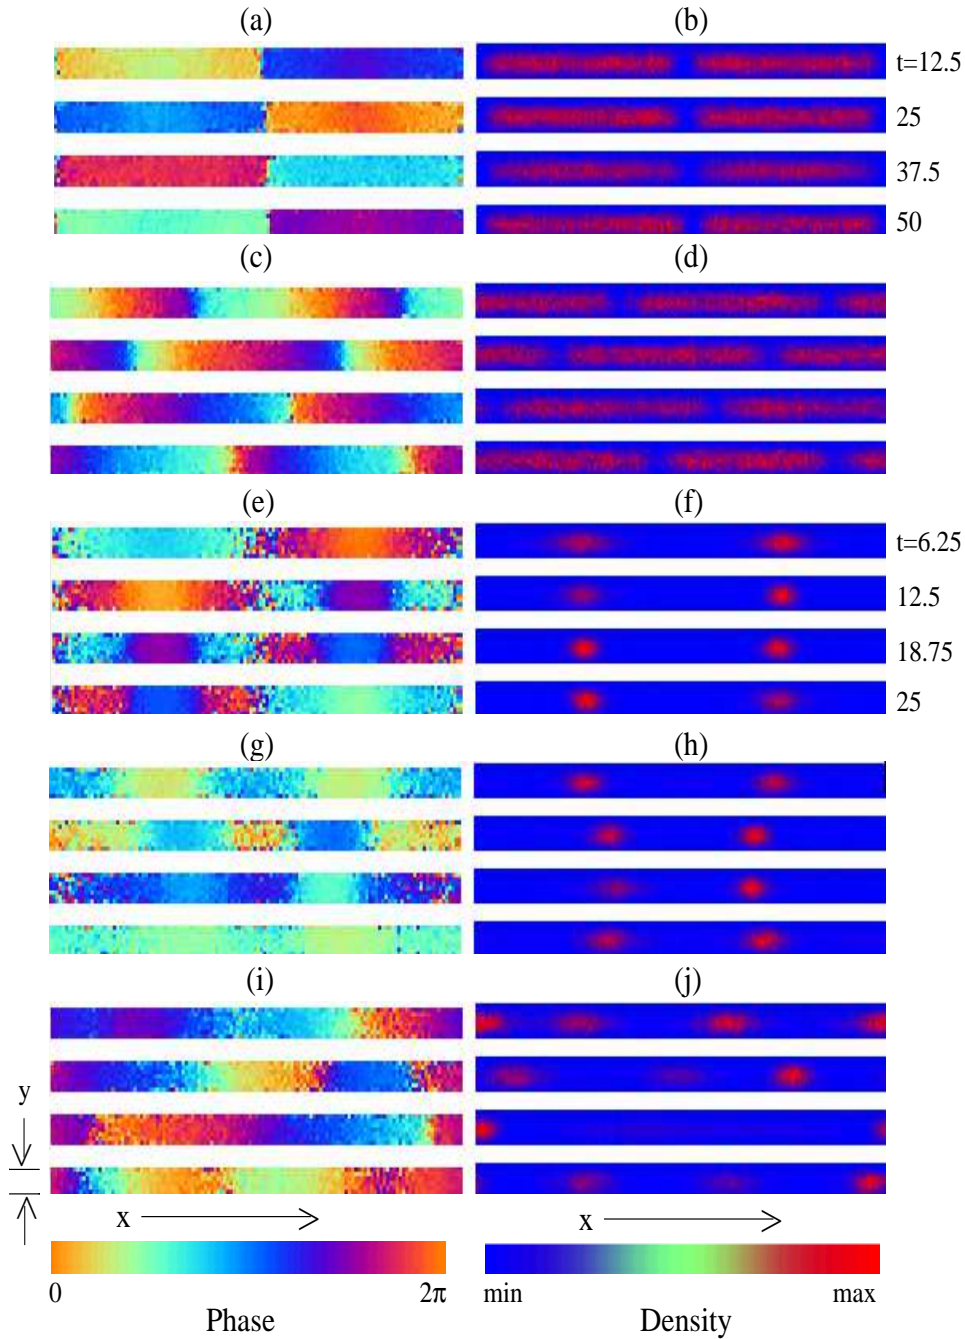 (a) (b)
t=12.5
25
37.5
50
(c) (d)
(e) (f)
t=6.25
12.5
18.75
25
(g) (h)
(i) (j)
y
x x
0 2π min max
Phase Density